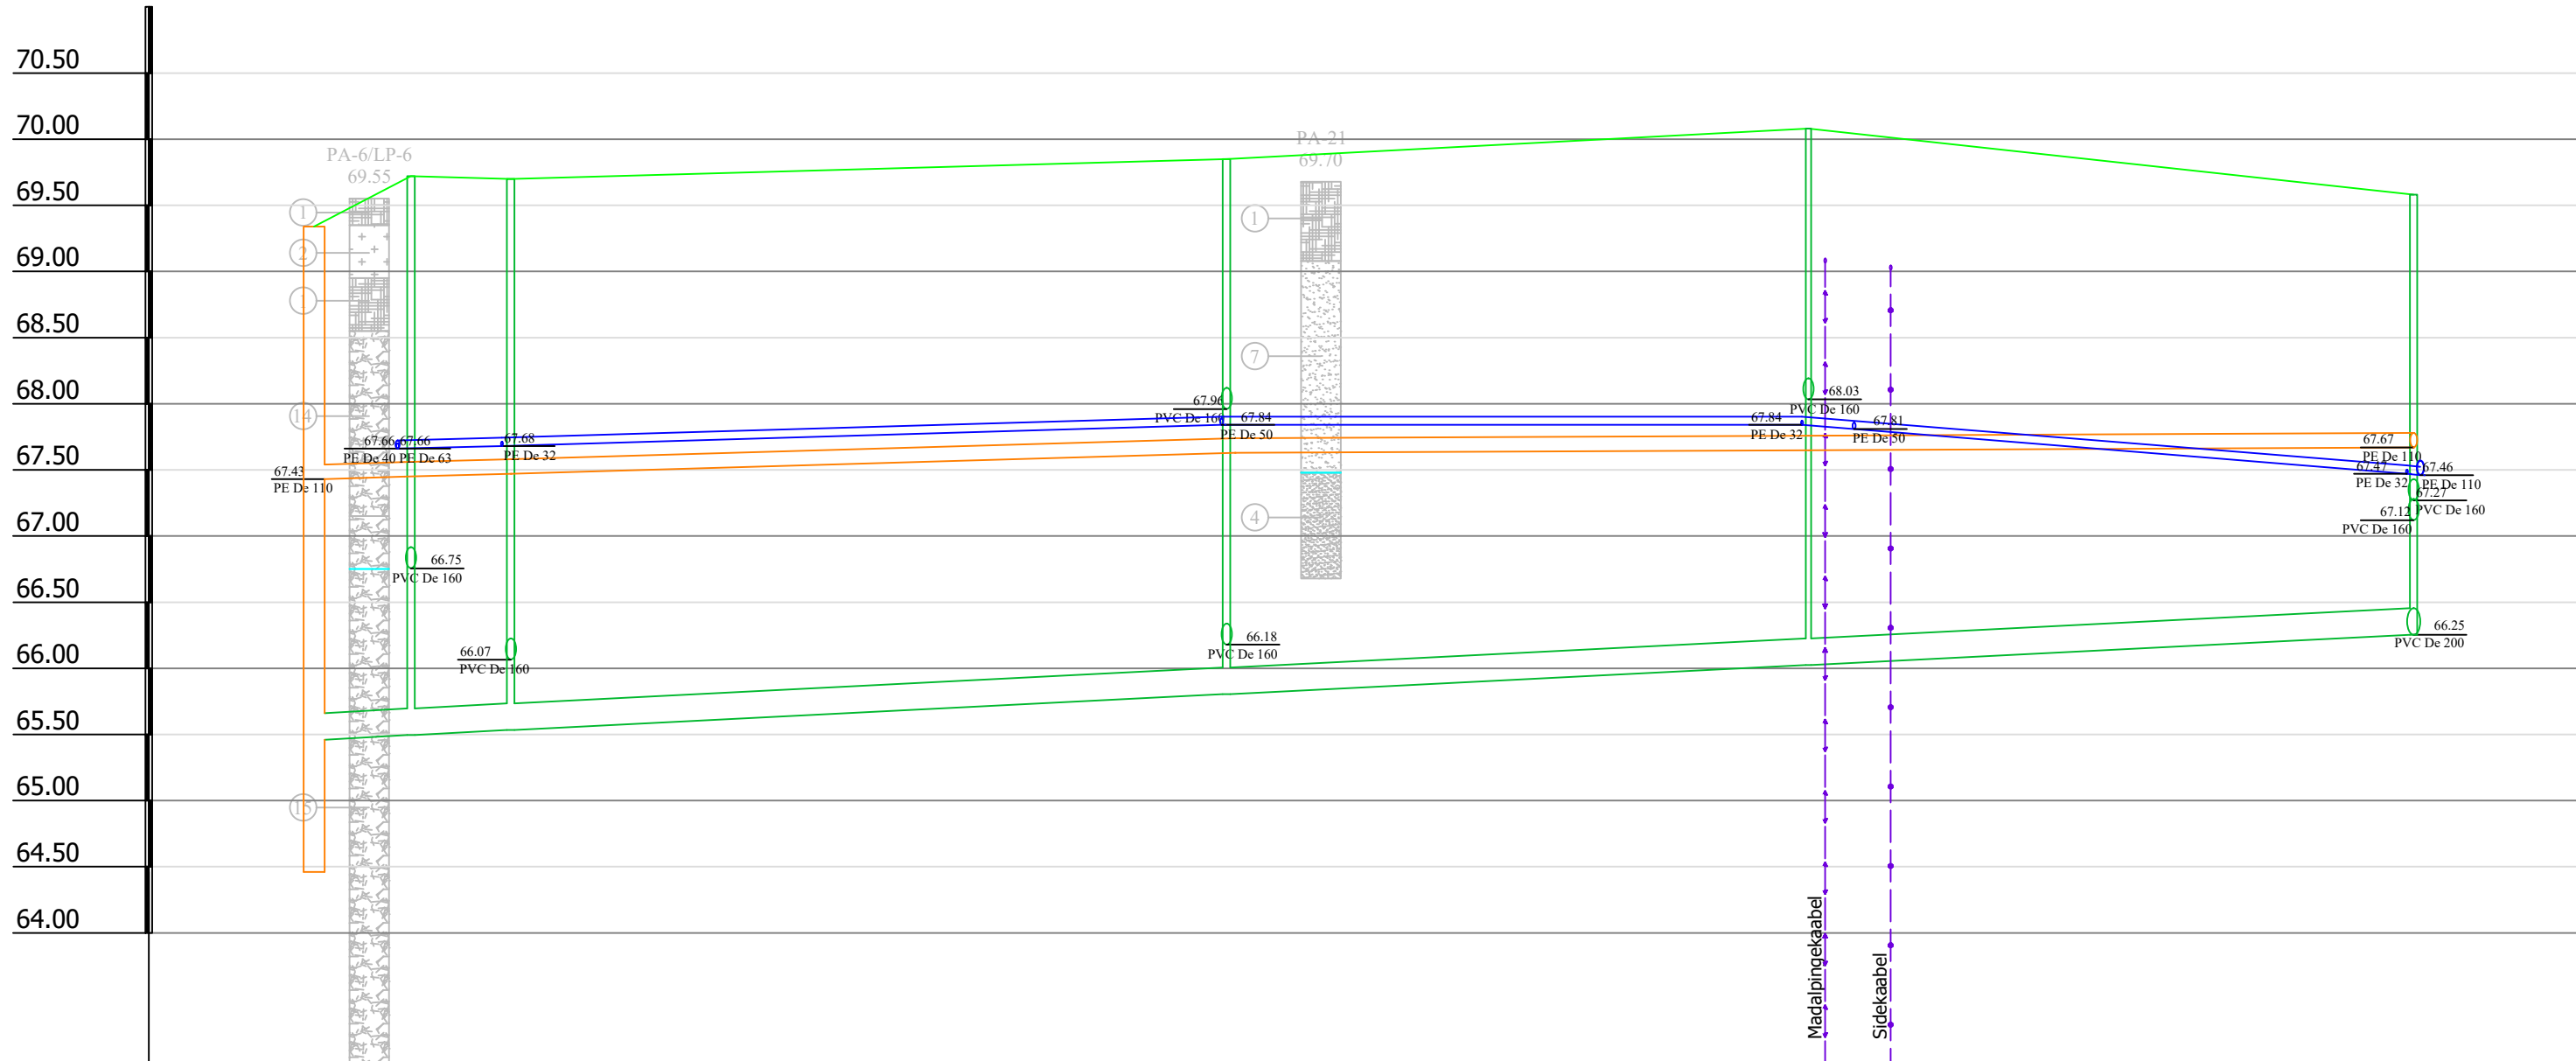 70.50
70.00
69.50
69.00
68.50
68.00
67.50
67.00
66.50
66.00
65.50
65.00
64.50
64.00
PA-6/LP-6
69.55
1
2
1
14
15
67.43
PE De 110
67.66 67.66
PE De 40 PE De 63
67.68
PE De 32
66.75
PVC De 160
66.07
PVC De 160
67.96
PVC De 160
67.84
PE De 50
66.18
PVC De 160
PA-21
69.70
1
7
4
68.03
PVC De 160
67.84
PE De 32
67.81
PE De 50
Madalpingekaabel
Sidekaabel
67.67
PE De 110
67.47
PE De 32
67.46
PE De 110
67.27
PVC De 160
67.12
PVC De 160
66.25
PVC De 200